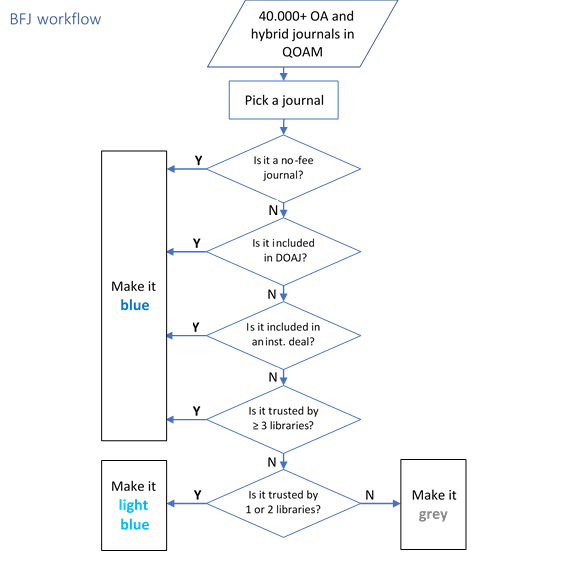 BFJ workflow
40.000+ OA and
hybrid journals in
QOAM
Pick a journal
Is it a no-fee
journal?
Y
N
Is it included
in DOAJ?
Y
N
Make it
blue
Is it included in
an inst. deal?
Y
N
Is it trusted by
≥ 3 libraries?
Y
N
Is it trusted by
1 or 2 libraries?
Y
N
Make it
light
blue
Make it
grey